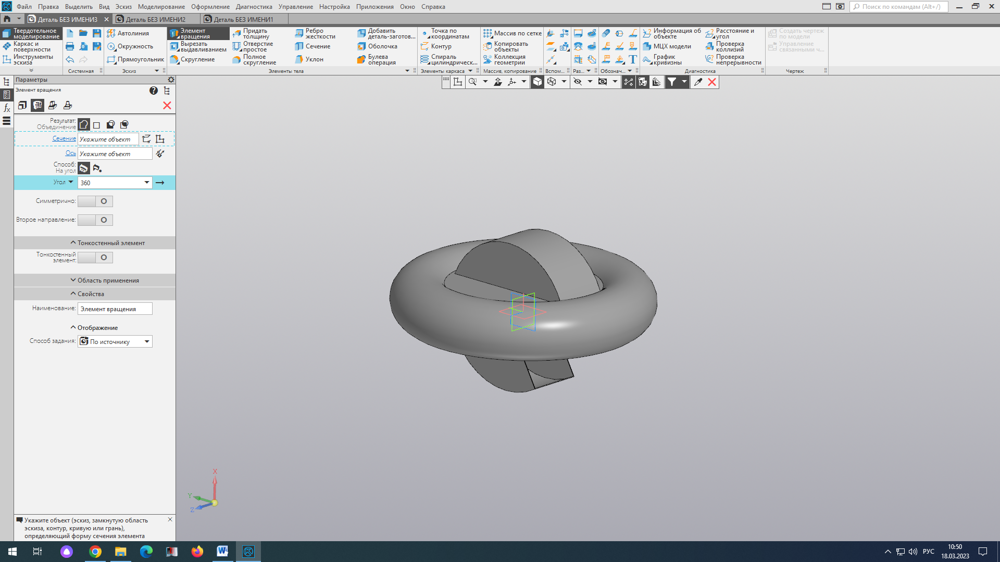 Файл Правка Выделить Вид Эскиз Моделирование Оформление Диагностика Управление Настройка Приложения Окно Справка
Поиск по командам (Alt+/)
Деталь БЕЗ ИМЕНИ3
Деталь БЕЗ ИМЕНИ2
Деталь БЕЗ ИМЕНИ1
Твердотельное моделирование
Каркас и поверхности
Инструменты эскиза
Системная
Автолиния
Окружность
Прямоугольник
Эскиз
Элемент вращения
Вырезать выдавливанием
Скругление
Придать толщину
Отверстие простое
Полное скругление
Ребро жесткости
Сечение
Уклон
Добавить деталь-заготов...
Оболочка
Булева операция
Элементы тела
Точка по координатам
Контур
Спираль цилиндрическ...
Элементы каркаса
Массив по сетке
Копировать объекты
Коллекция геометрии
Массив, копирование
Вспом...
Раз...
Обознач...
Информация об объекте
МЦХ модели
График кривизны
Расстояние и угол
Проверка коллизий
Проверка непрерывности
Диагностика
Создать чертеж по модели
Управление связанными ч...
Чертеж
Параметры
Элемент вращения
Результат:
Объединение
Сечение Укажите объект
Ось Укажите объект
Способ:
На угол
Угол 360
Симметрично:
Второе направление:
Тонкостенный элемент
Тонкостенный
элемент:
Область применения
Свойства
Наименование: Элемент вращения
Отображение
Способ задания: По источнику
Укажите объект (эскиз, замкнутую область
эскиза, контур, кривую или грань),
определяющий форму сечения элемента
X
Y
Z
РУС
10:50
18.03.2023